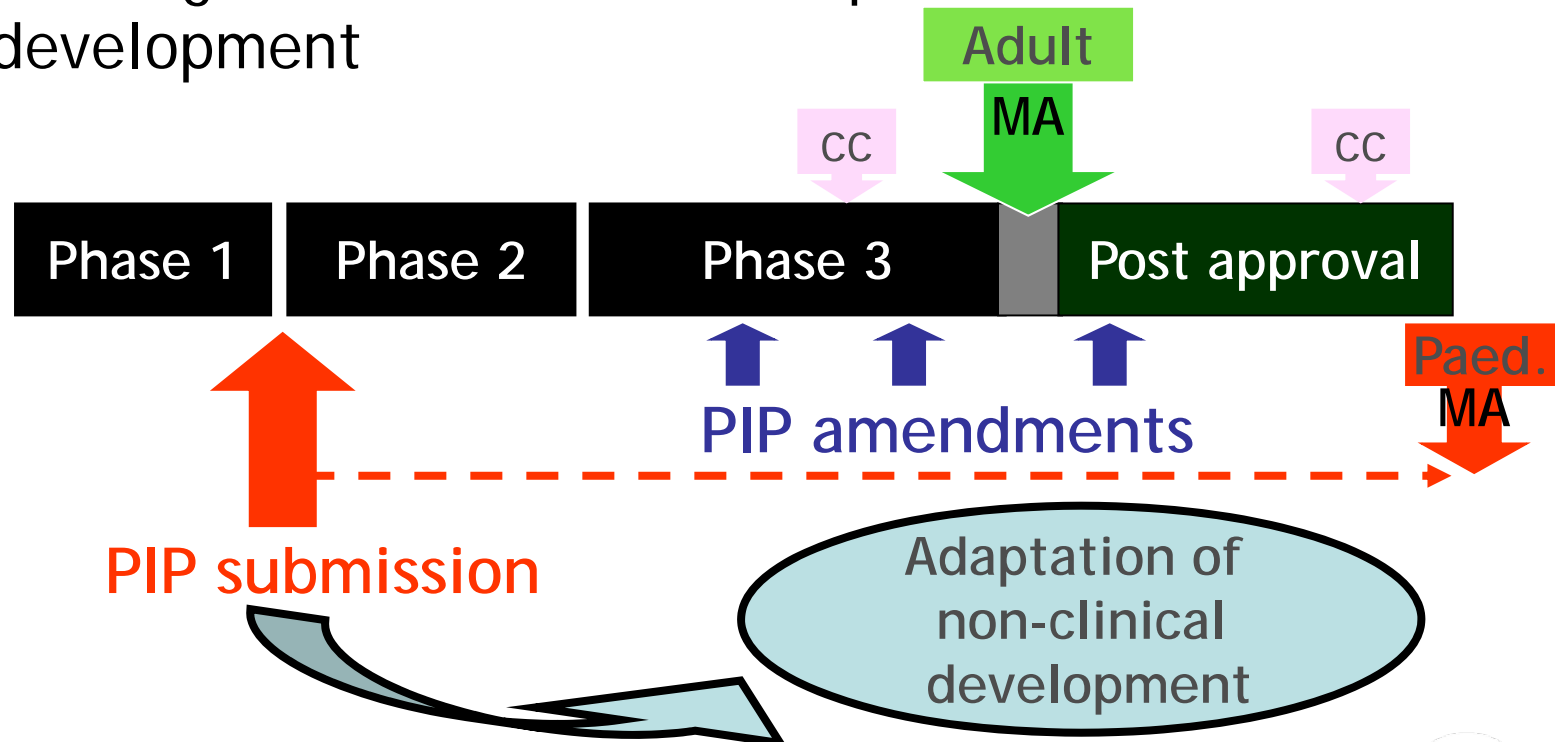 development
Adult
MA
CC
CC
Phase 1
Phase 2
Phase 3
Post approval
Paed.
MA
PIP amendments
PIP submission
Adaptation of
non-clinical
development